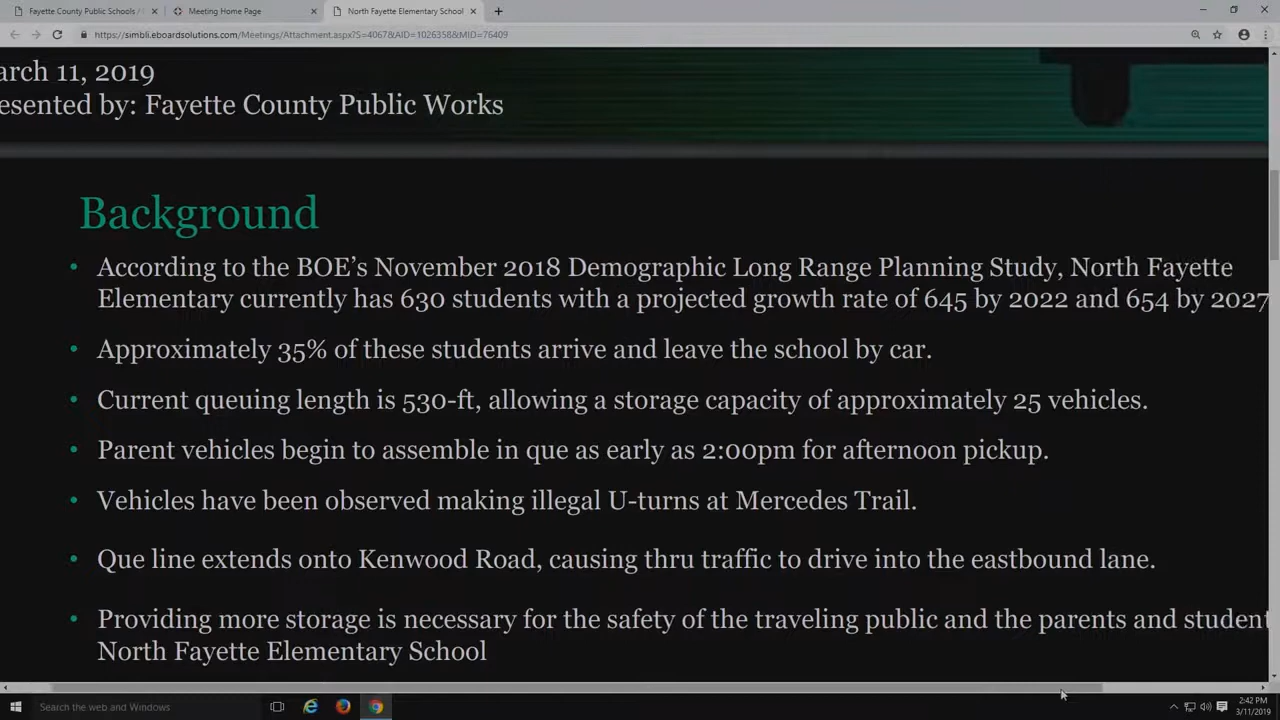 Fayette County Public Schools /
Meeting Home Page
North Fayette Elementary School
https://simbli.eboardsolutions.com/Meetings/Attachment.aspx?S=4067&AID=1026358&MID=76409
arch 11, 2019
esented by: Fayette County Public Works
Background
• According to the BOE's November 2018 Demographic Long Range Planning Study, North Fayette
Elementary currently has 630 students with a projected growth rate of 645 by 2022 and 654 by 2027
• Approximately 35% of these students arrive and leave the school by car.
• Current queuing length is 530-ft, allowing a storage capacity of approximately 25 vehicles.
• Parent vehicles begin to assemble in que as early as 2:00pm for afternoon pickup.
• Vehicles have been observed making illegal U-turns at Mercedes Trail.
• Que line extends onto Kenwood Road, causing thru traffic to drive into the eastbound lane.
• Providing more storage is necessary for the safety of the traveling public and the parents and student
North Fayette Elementary School
Search the web and Windows
2:42 PM
3/11/2019